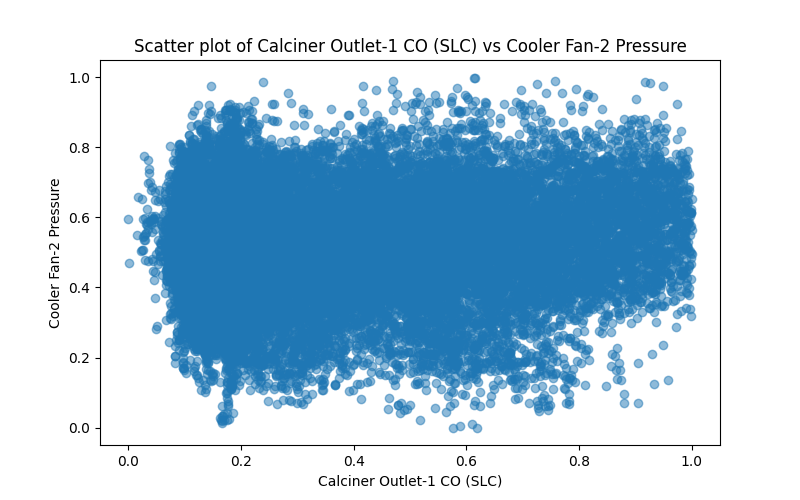 Scatter plot of Calciner Outlet-1 CO (SLC) vs Cooler Fan-2 Pressure
1.0
0.8
0.6
0.4
0.2
0.0
Cooler Fan-2 Pressure
0.0 0.2 0.4 0.6 0.8 1.0
Calciner Outlet-1 CO (SLC)